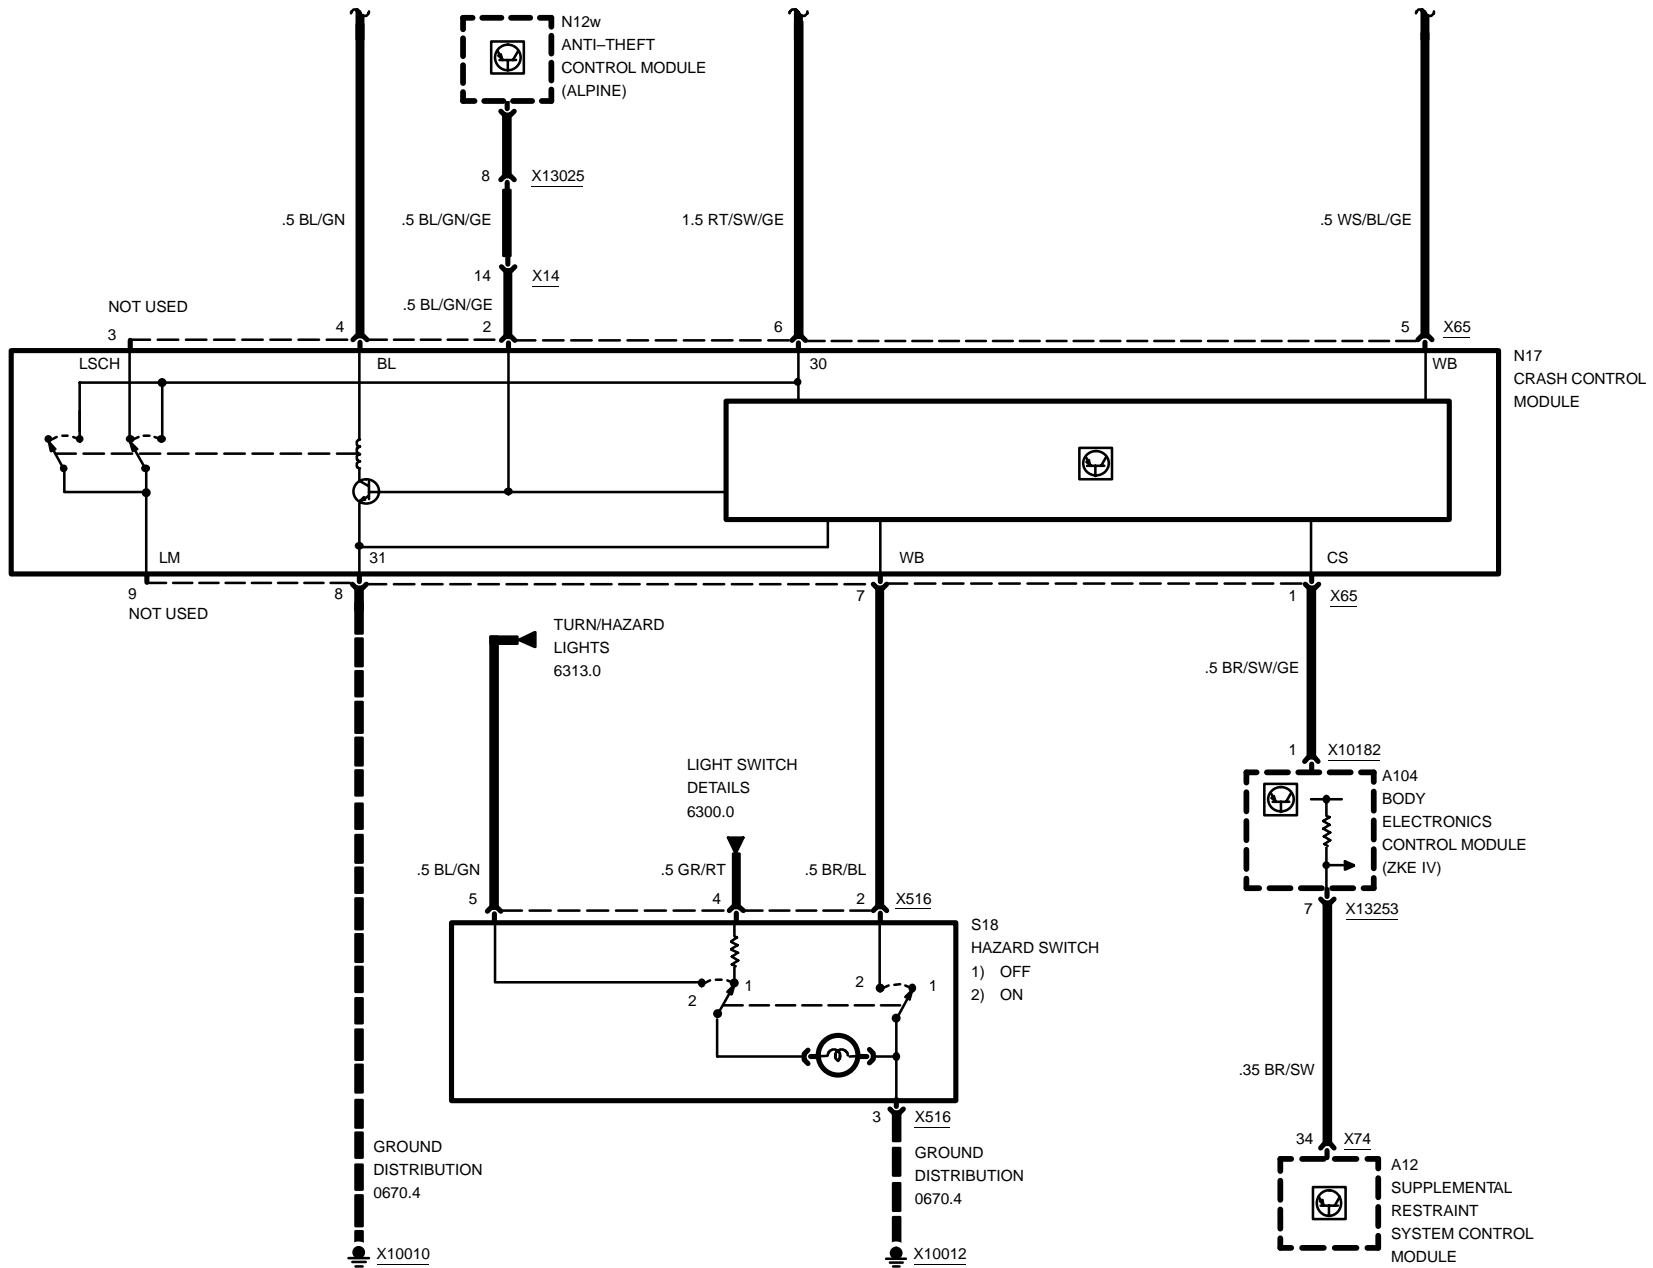 N12w
ANTI–THEFT
CONTROL MODULE
(ALPINE)
8 X13025
.5 BL/GN
.5 BL/GN/GE
1.5 RT/SW/GE
.5 WS/BL/GE
14 X14
.5 BL/GN/GE
NOT USED
3
4
2
6
5 X65
LSCH
BL
30
WB
N17
CRASH CONTROL
MODULE
LM
31
WB
CS
9
NOT USED
8
7
1 X65
TURN/HAZARD
LIGHTS
6313.0
.5 BR/SW/GE
LIGHT SWITCH
DETAILS
6300.0
1 X10182
A104
BODY
ELECTRONICS
CONTROL MODULE
(ZKE IV)
.5 BL/GN
.5 GR/RT
.5 BR/BL
5
4
2 X516
7 X13253
S18
HAZARD SWITCH
1) OFF
2) ON
2
1
2
1
.35 BR/SW
3 X516
34 X74
GROUND
DISTRIBUTION
0670.4
GROUND
DISTRIBUTION
0670.4
A12
SUPPLEMENTAL
RESTRAINT
SYSTEM CONTROL
MODULE
X10010
X10012